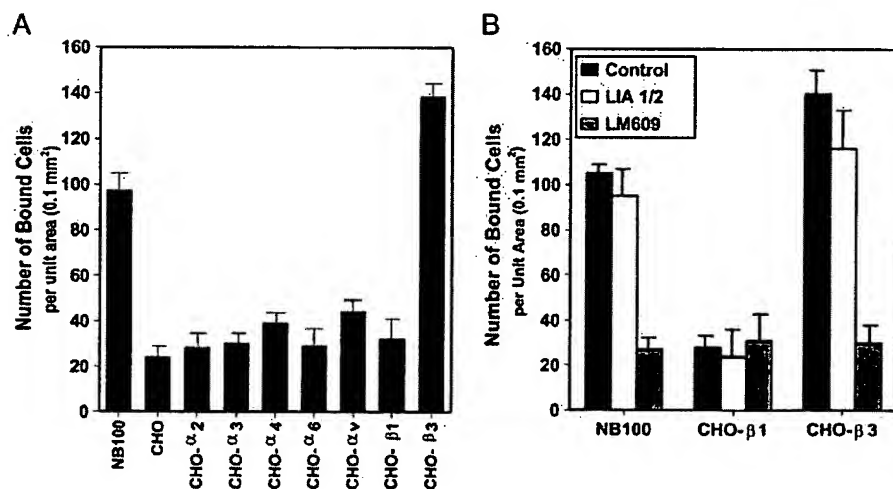 A
160
140
120
100
80
60
40
20
0
Number of Bound Cells
per unit area (0.1 mm²)
NB100
CHO
CHO-α2
CHO-α3
CHO-α4
CHO-α6
CHO-αv
CHO-β1
CHO-β3
B
160
140
120
100
80
60
40
20
0
Number of Bound Cells
per Unit Area (0.1 mm²)
Control
LIA 1/2
LM609
NB100
CHO-β1
CHO-β3